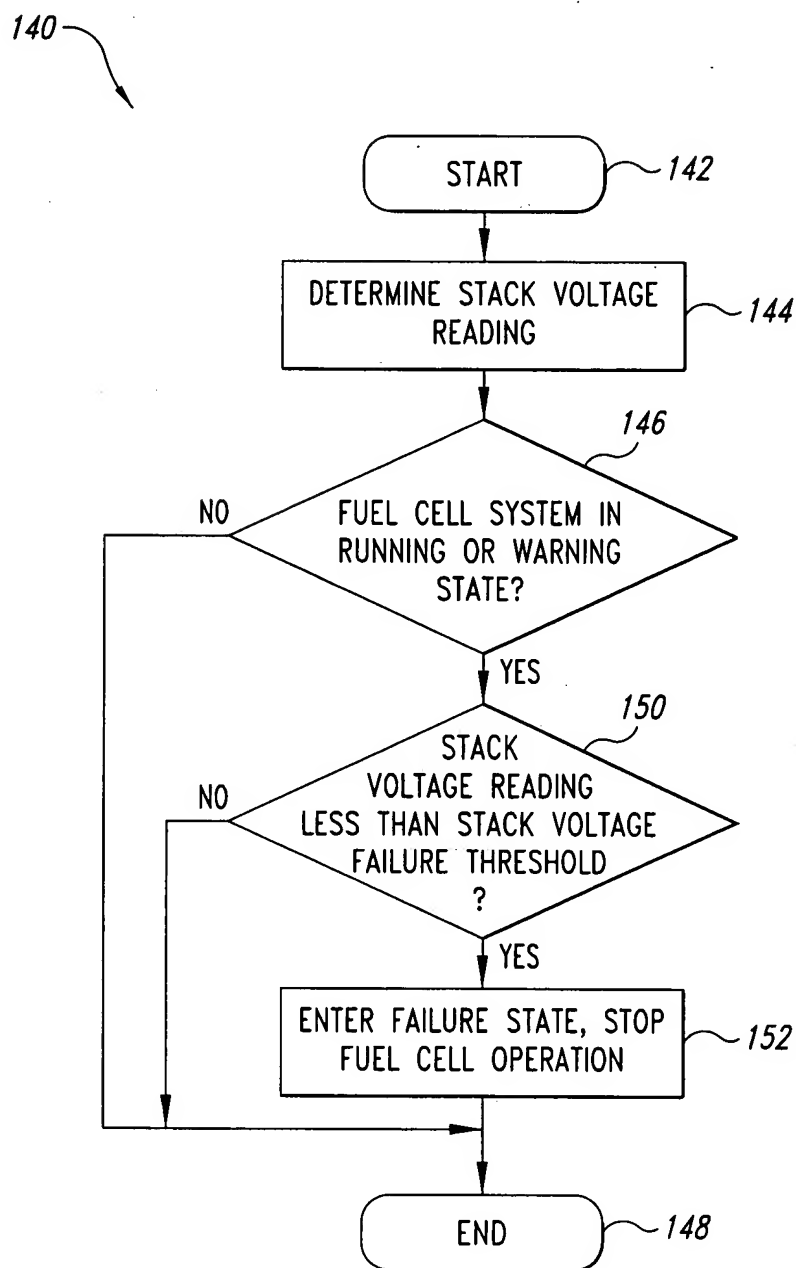 140
START
142
DETERMINE STACK VOLTAGE
READING
144
146
NO
FUEL CELL SYSTEM IN
RUNNING OR WARNING
STATE?
YES
150
NO
STACK
VOLTAGE READING
LESS THAN STACK VOLTAGE
FAILURE THRESHOLD
?
YES
ENTER FAILURE STATE, STOP
FUEL CELL OPERATION
152
END
148